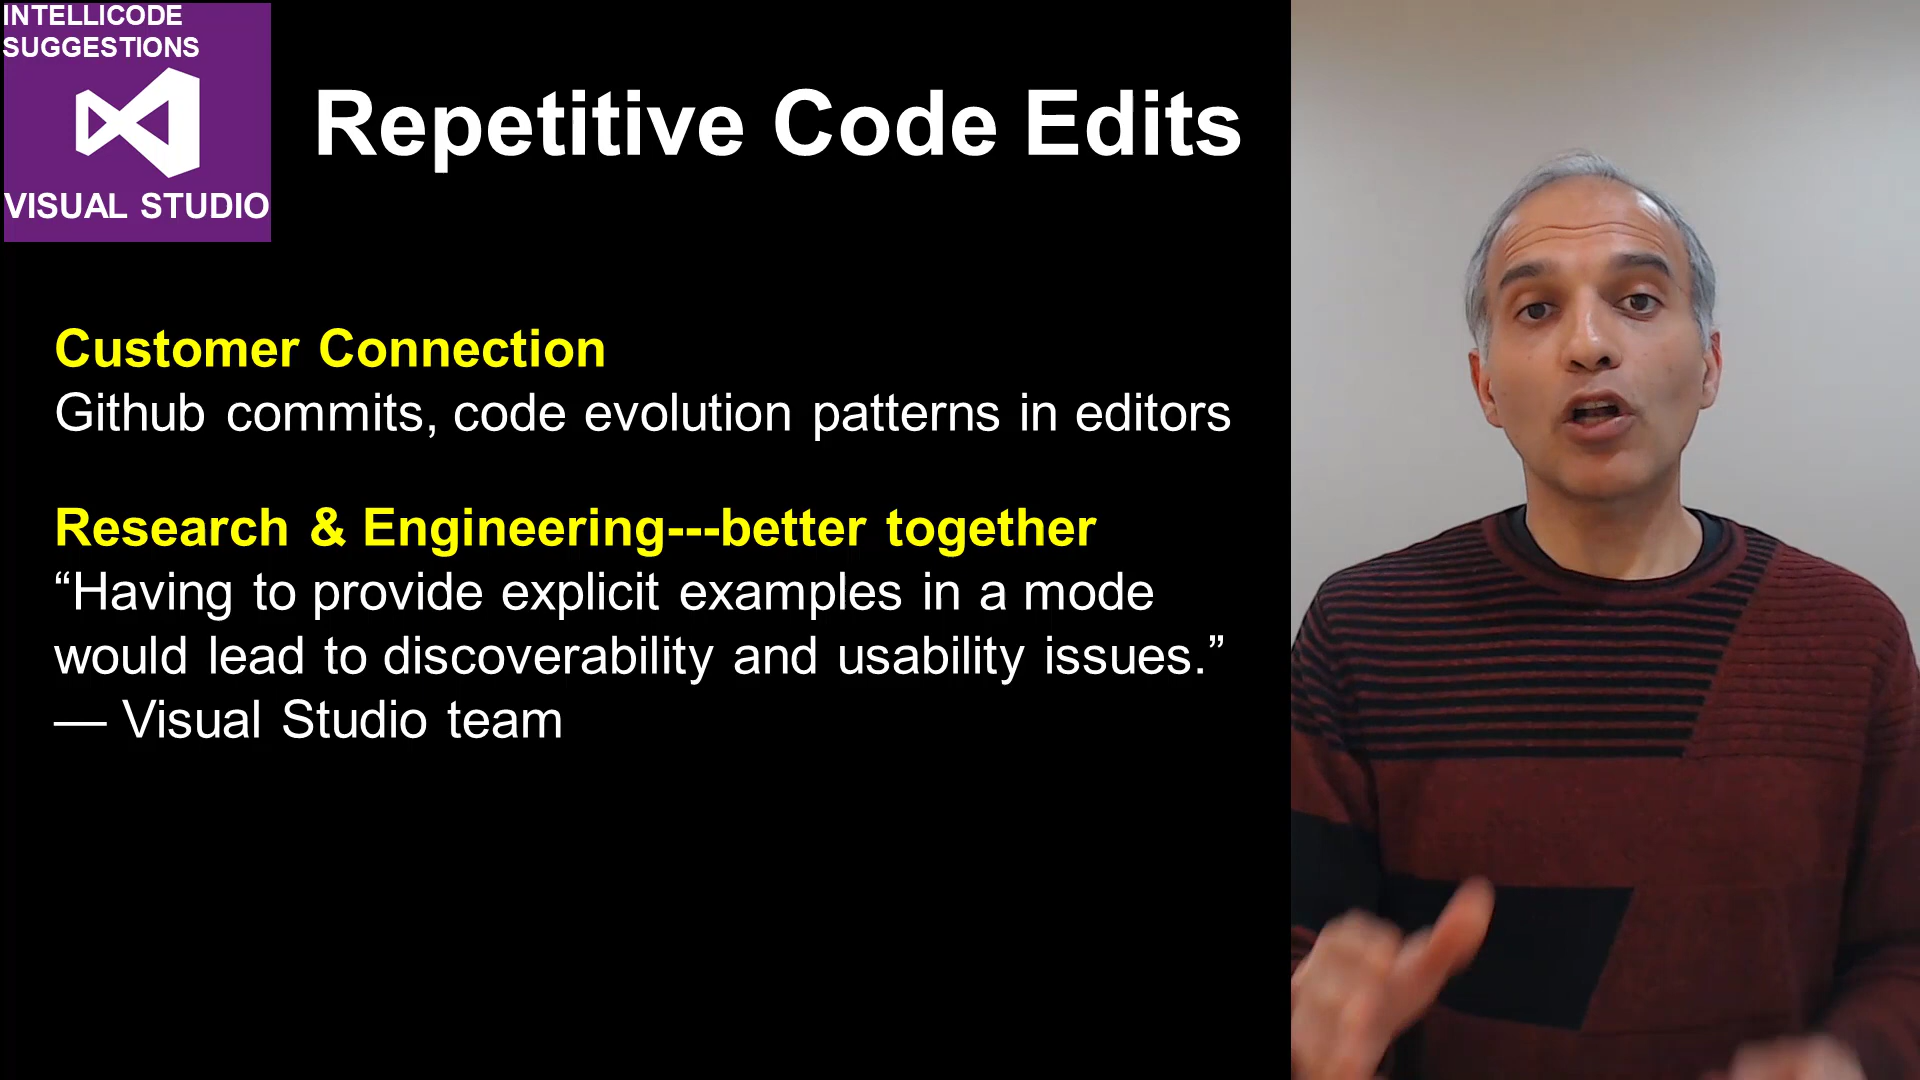 INTELLICODE
SUGGESTIONS
VISUAL STUDIO
Repetitive Code Edits
Customer Connection
Github commits, code evolution patterns in editors
Research & Engineering---better together
“Having to provide explicit examples in a mode
would lead to discoverability and usability issues.”
— Visual Studio team